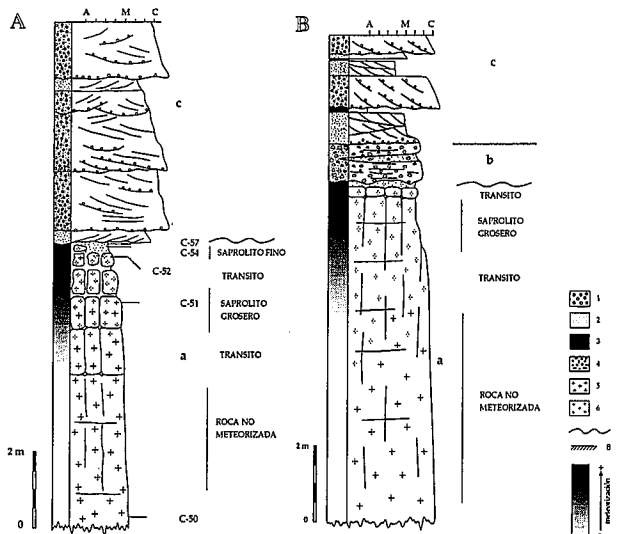 A
A M C
c
C-57
C-54 SAPROLITO FINO
C-52
TRANSITO
C-51
SAPROLITO
GROSERO
a
TRANSITO
ROCA NO
METEORIZADA
2 m
0
C-50
B
A M C
c
b
TRANSITO
SAPROLITO
GROSERO
TRANSITO
a
ROCA NO
METEORIZADA
2 m
0
1
2
3
4
5
6
8
+
meteorización